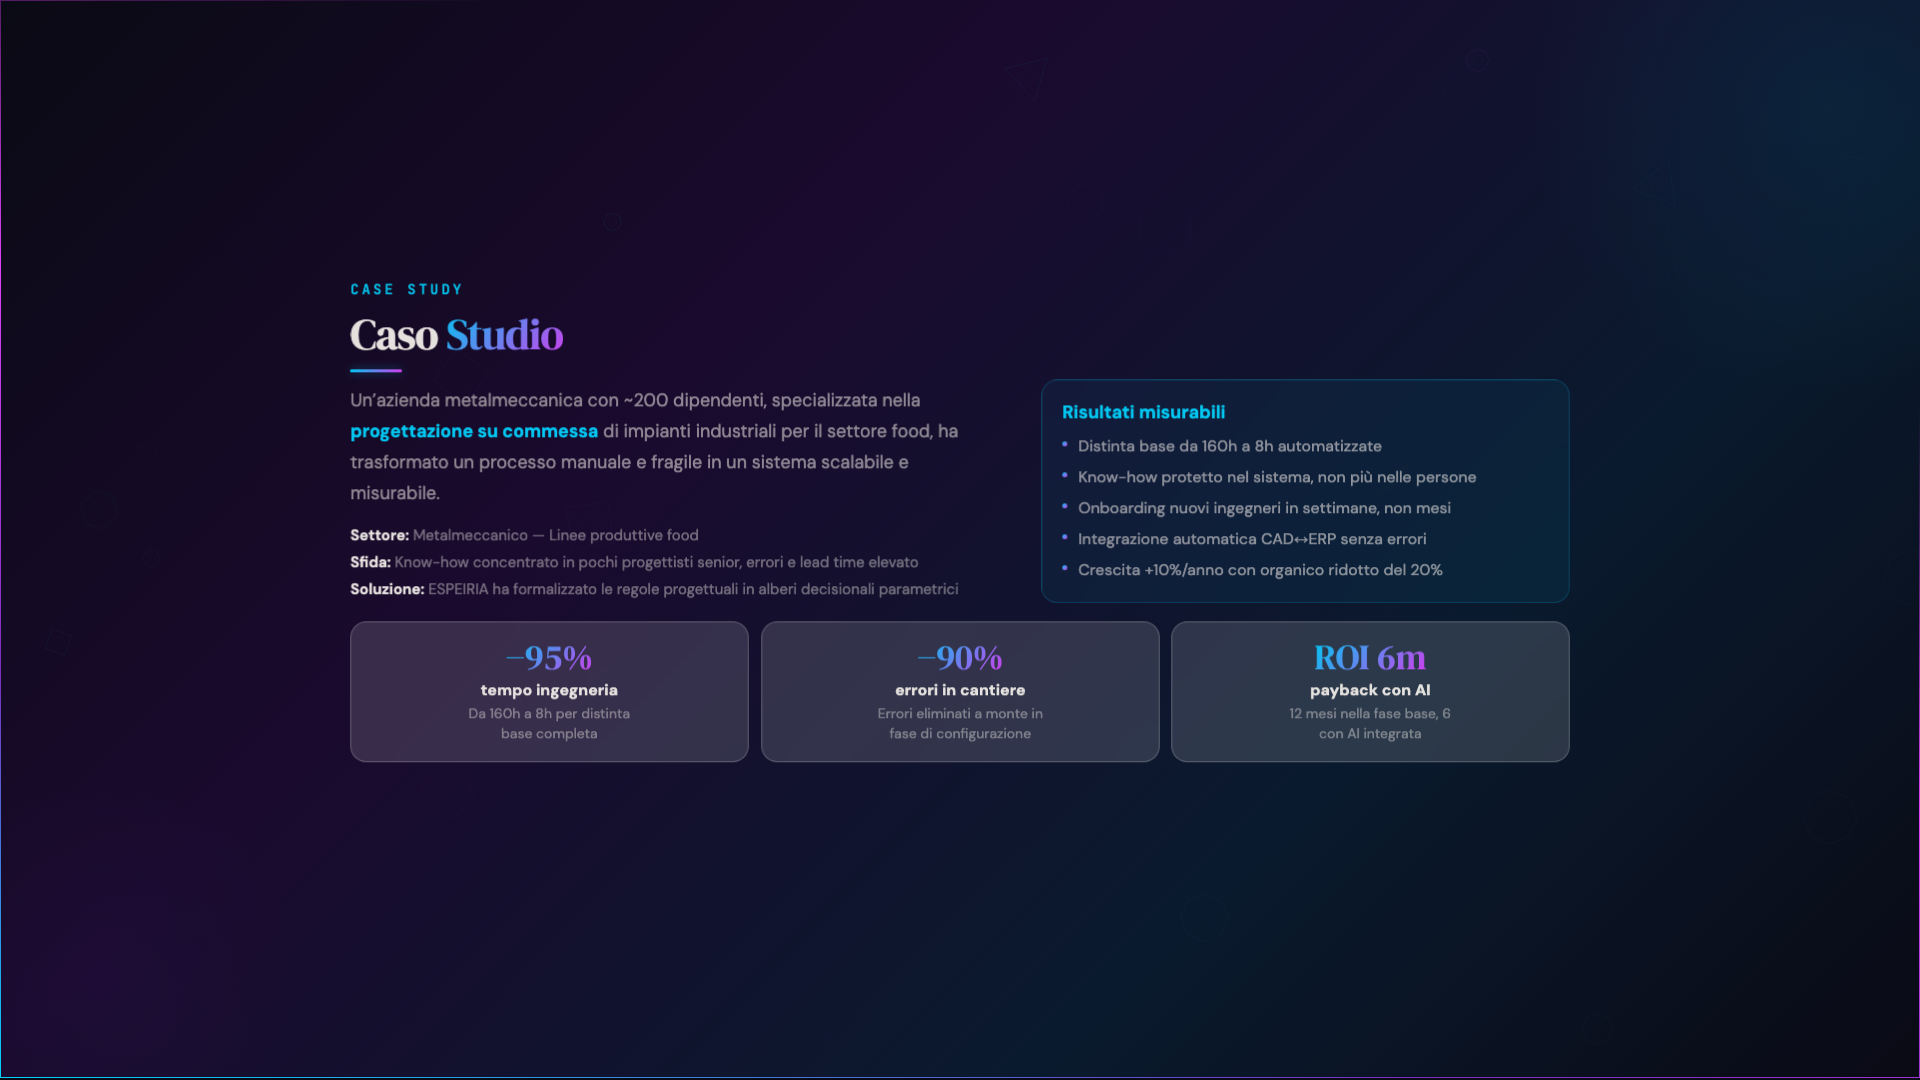 CASE STUDY
Caso Studio
Un’azienda metalmeccanica con ~200 dipendenti, specializzata nella
progettazione su commessa di impianti industriali per il settore food, ha
trasformato un processo manuale e fragile in un sistema scalabile e
misurabile.
Settore: Metalmeccanico — Linee produttive food
Sfida: Know-how concentrato in pochi progettisti senior, errori e lead time elevato
Soluzione: ESPEIRIA ha formalizzato le regole progettuali in alberi decisionali parametrici
Risultati misurabili
• Distinta base da 160h a 8h automatizzate
• Know-how protetto nel sistema, non più nelle persone
• Onboarding nuovi ingegneri in settimane, non mesi
• Integrazione automatica CAD↔ERP senza errori
• Crescita +10%/anno con organico ridotto del 20%
−95%
tempo ingegneria
Da 160h a 8h per distinta
base completa
−90%
errori in cantiere
Errori eliminati a monte in
fase di configurazione
ROI 6m
payback con AI
12 mesi nella fase base, 6
con AI integrata